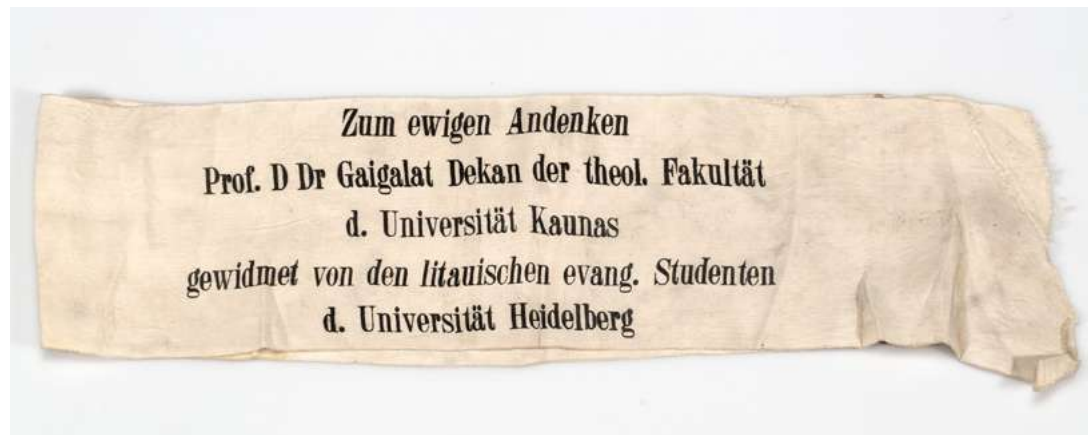 Zum ewigen Andenken
Prof. D Dr Gaigalat Dekan der theol. Fakultät
d. Universität Kaunas
gewidmet von den litauischen evang. Studenten
d. Universität Heidelberg